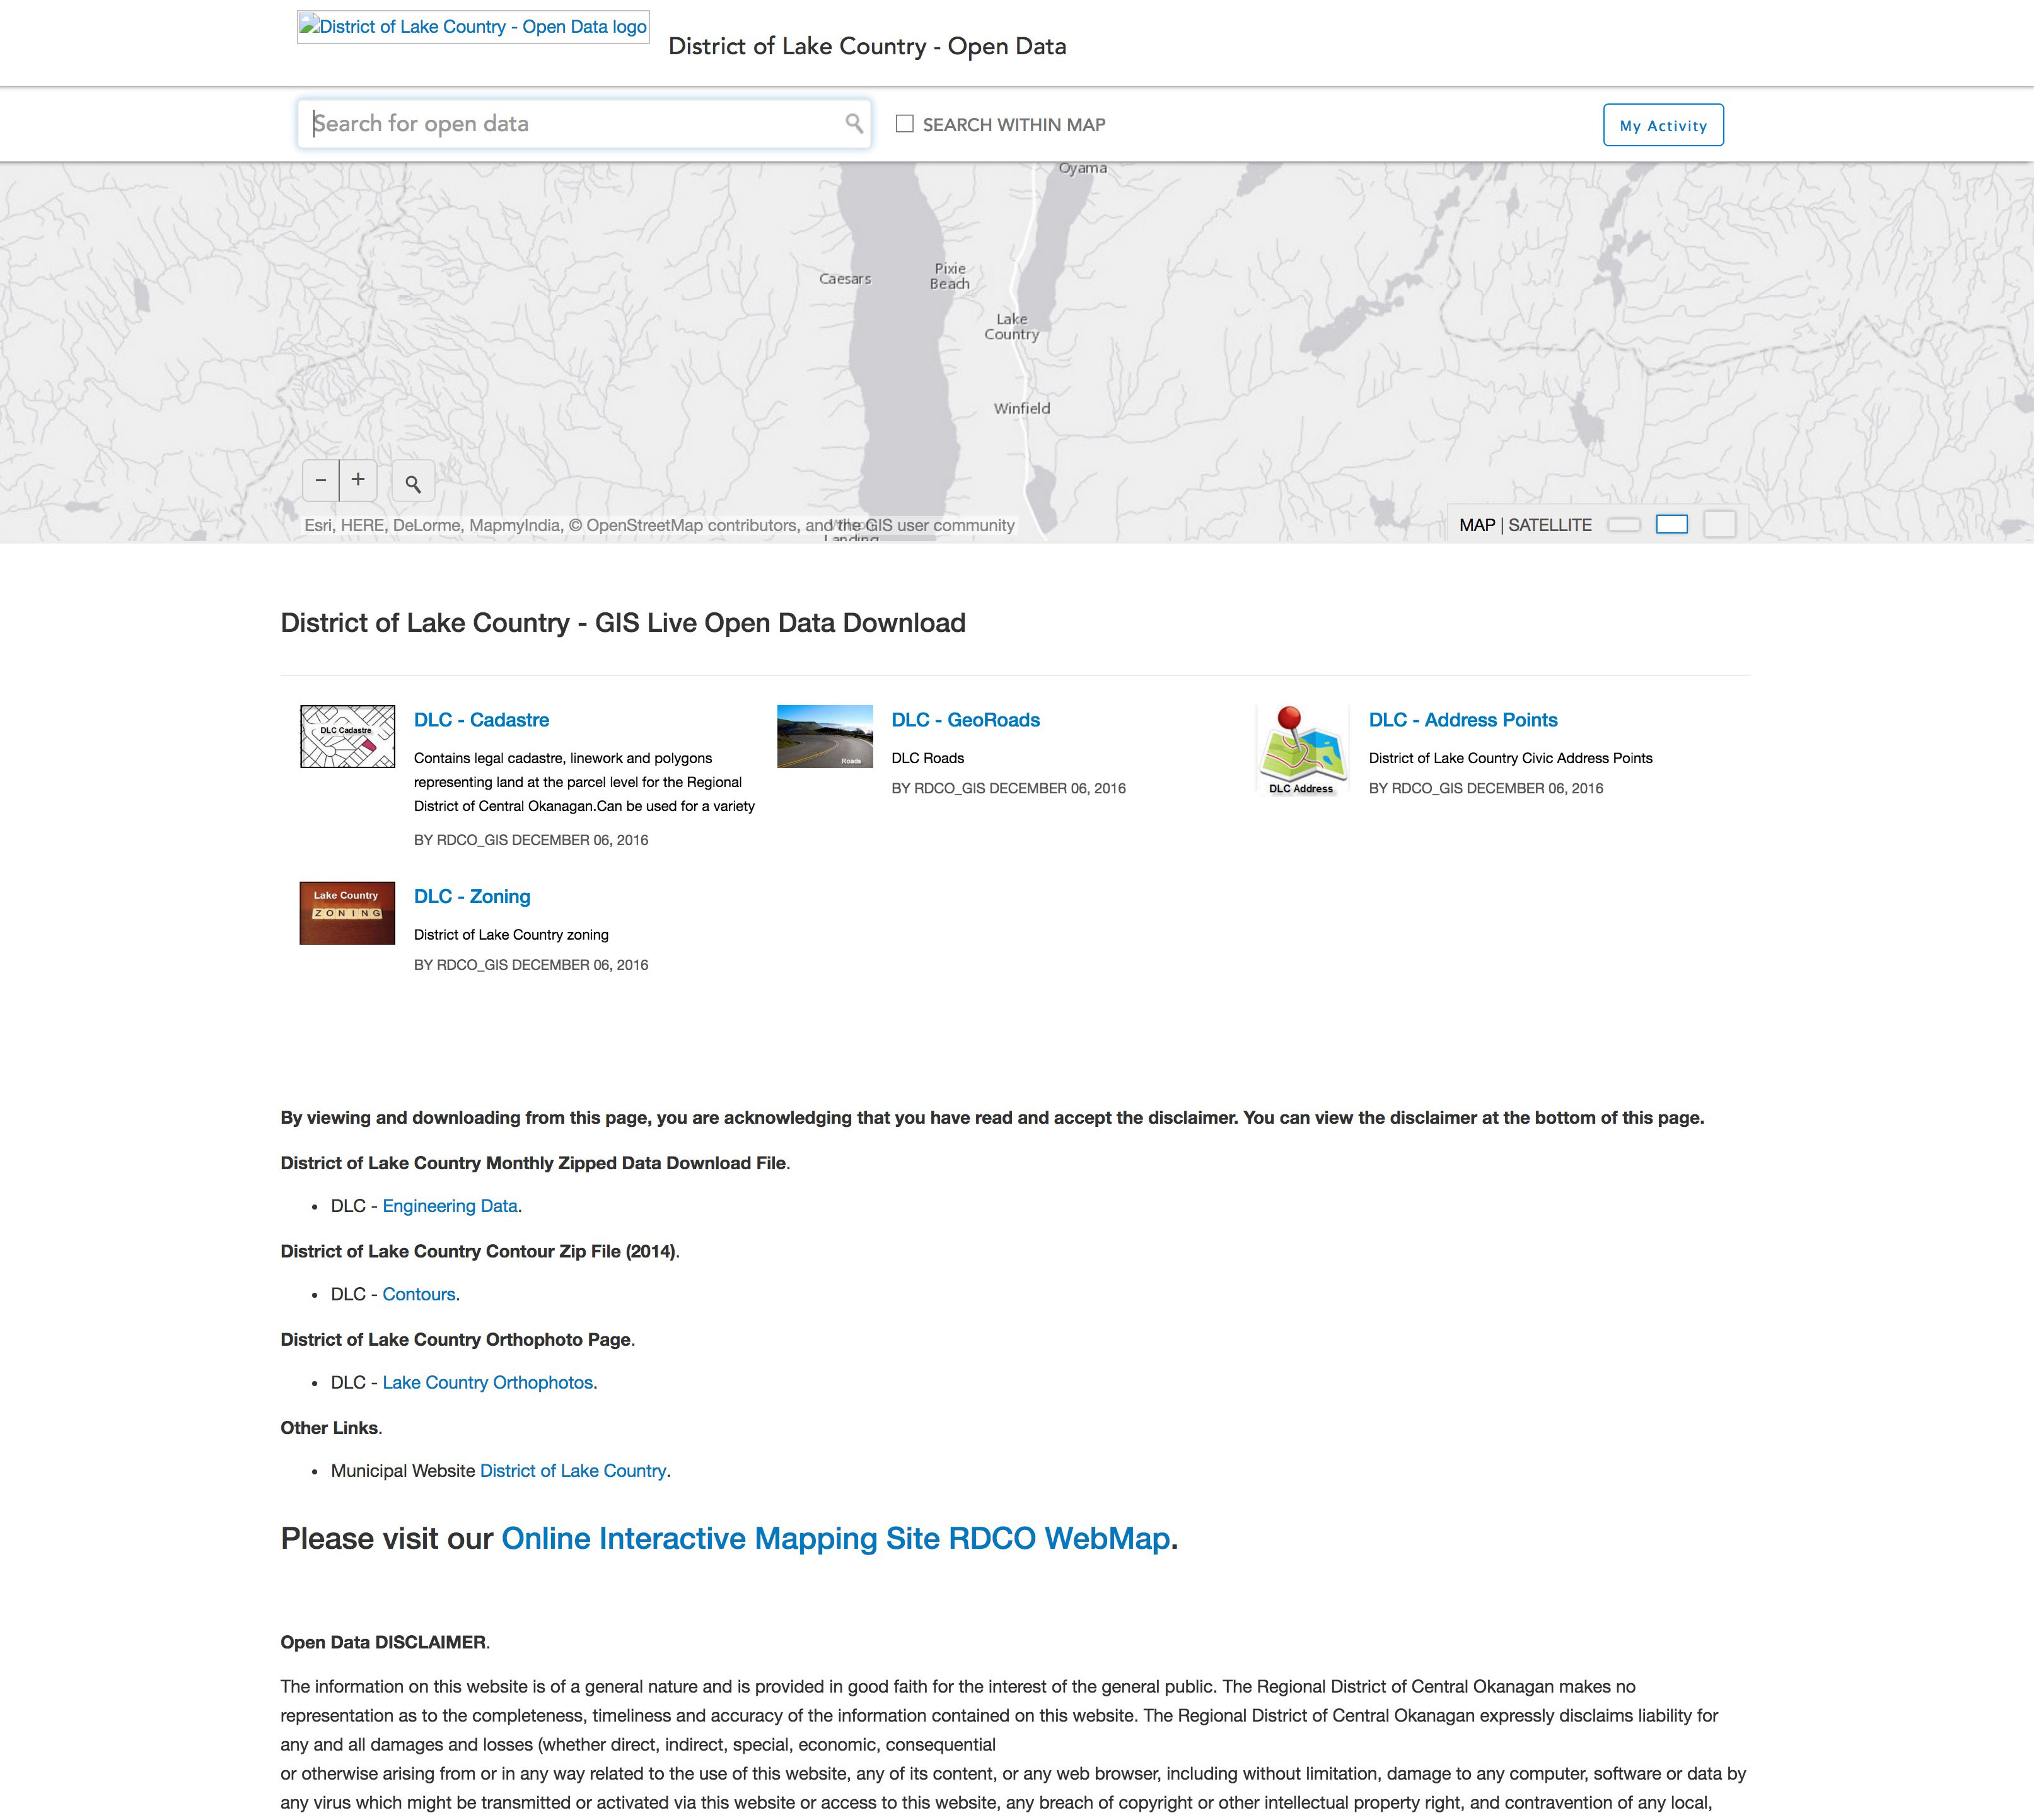 District of Lake Country - Open Data logo
District of Lake Country - Open Data
Search for open data
SEARCH WITHIN MAP
My Activity
Oyama
Caesars
Pixie
Beach
Lake
Country
Winfield
− +
Esri, HERE, DeLorme, MapmyIndia, © OpenStreetMap contributors, and the GIS user community
Landing
MAP | SATELLITE
District of Lake Country - GIS Live Open Data Download
DLC Cadastre
DLC - Cadastre
Contains legal cadastre, linework and polygons
representing land at the parcel level for the Regional
District of Central Okanagan.Can be used for a variety
BY RDCO_GIS DECEMBER 06, 2016
Roads
DLC - GeoRoads
DLC Roads
BY RDCO_GIS DECEMBER 06, 2016
DLC Address
DLC - Address Points
District of Lake Country Civic Address Points
BY RDCO_GIS DECEMBER 06, 2016
Lake Country
ZONING
DLC - Zoning
District of Lake Country zoning
BY RDCO_GIS DECEMBER 06, 2016
By viewing and downloading from this page, you are acknowledging that you have read and accept the disclaimer. You can view the disclaimer at the bottom of this page.
District of Lake Country Monthly Zipped Data Download File.
• DLC - Engineering Data.
District of Lake Country Contour Zip File (2014).
• DLC - Contours.
District of Lake Country Orthophoto Page.
• DLC - Lake Country Orthophotos.
Other Links.
• Municipal Website District of Lake Country.
Please visit our Online Interactive Mapping Site RDCO WebMap.
Open Data DISCLAIMER.
The information on this website is of a general nature and is provided in good faith for the interest of the general public. The Regional District of Central Okanagan makes no
representation as to the completeness, timeliness and accuracy of the information contained on this website. The Regional District of Central Okanagan expressly disclaims liability for
any and all damages and losses (whether direct, indirect, special, economic, consequential
or otherwise arising from or in any way related to the use of this website, any of its content, or any web browser, including without limitation, damage to any computer, software or data by
any virus which might be transmitted or activated via this website or access to this website, any breach of copyright or other intellectual property right, and contravention of any local,